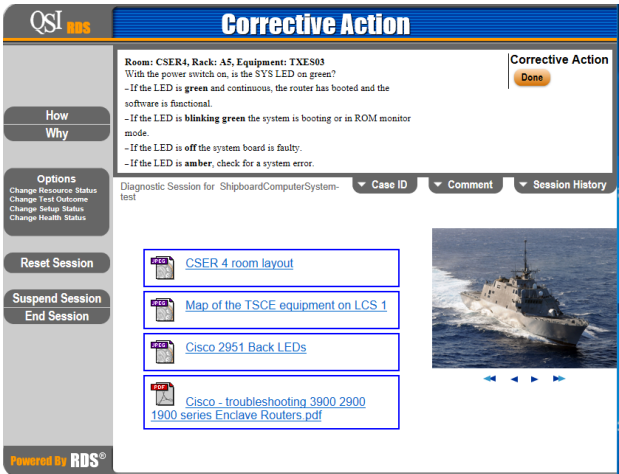 QSI RDS
Corrective Action
Room: CSER4, Rack: A5, Equipment: TXES03
With the power switch on, is the SYS LED on green?
- If the LED is green and continuous, the router has booted and the
software is functional.
- If the LED is blinking green the system is booting or in ROM monitor
mode.
- If the LED is off the system board is faulty.
- If the LED is amber, check for a system error.
Corrective Action
Done
How
Why
Options
Change Resource Status
Change Test Outcome
Change Setup Status
Change Health Status
Reset Session
Suspend Session
End Session
Diagnostic Session for ShipboardComputerSystem-
test
Case ID
Comment
Session History
JPEG
CSER 4 room layout
JPEG
Map of the TSCE equipment on LCS 1
JPEG
Cisco 2951 Back LEDs
PDF
Cisco - troubleshooting 3900 2900
1900 series Enclave Routers.pdf
Powered By RDS®